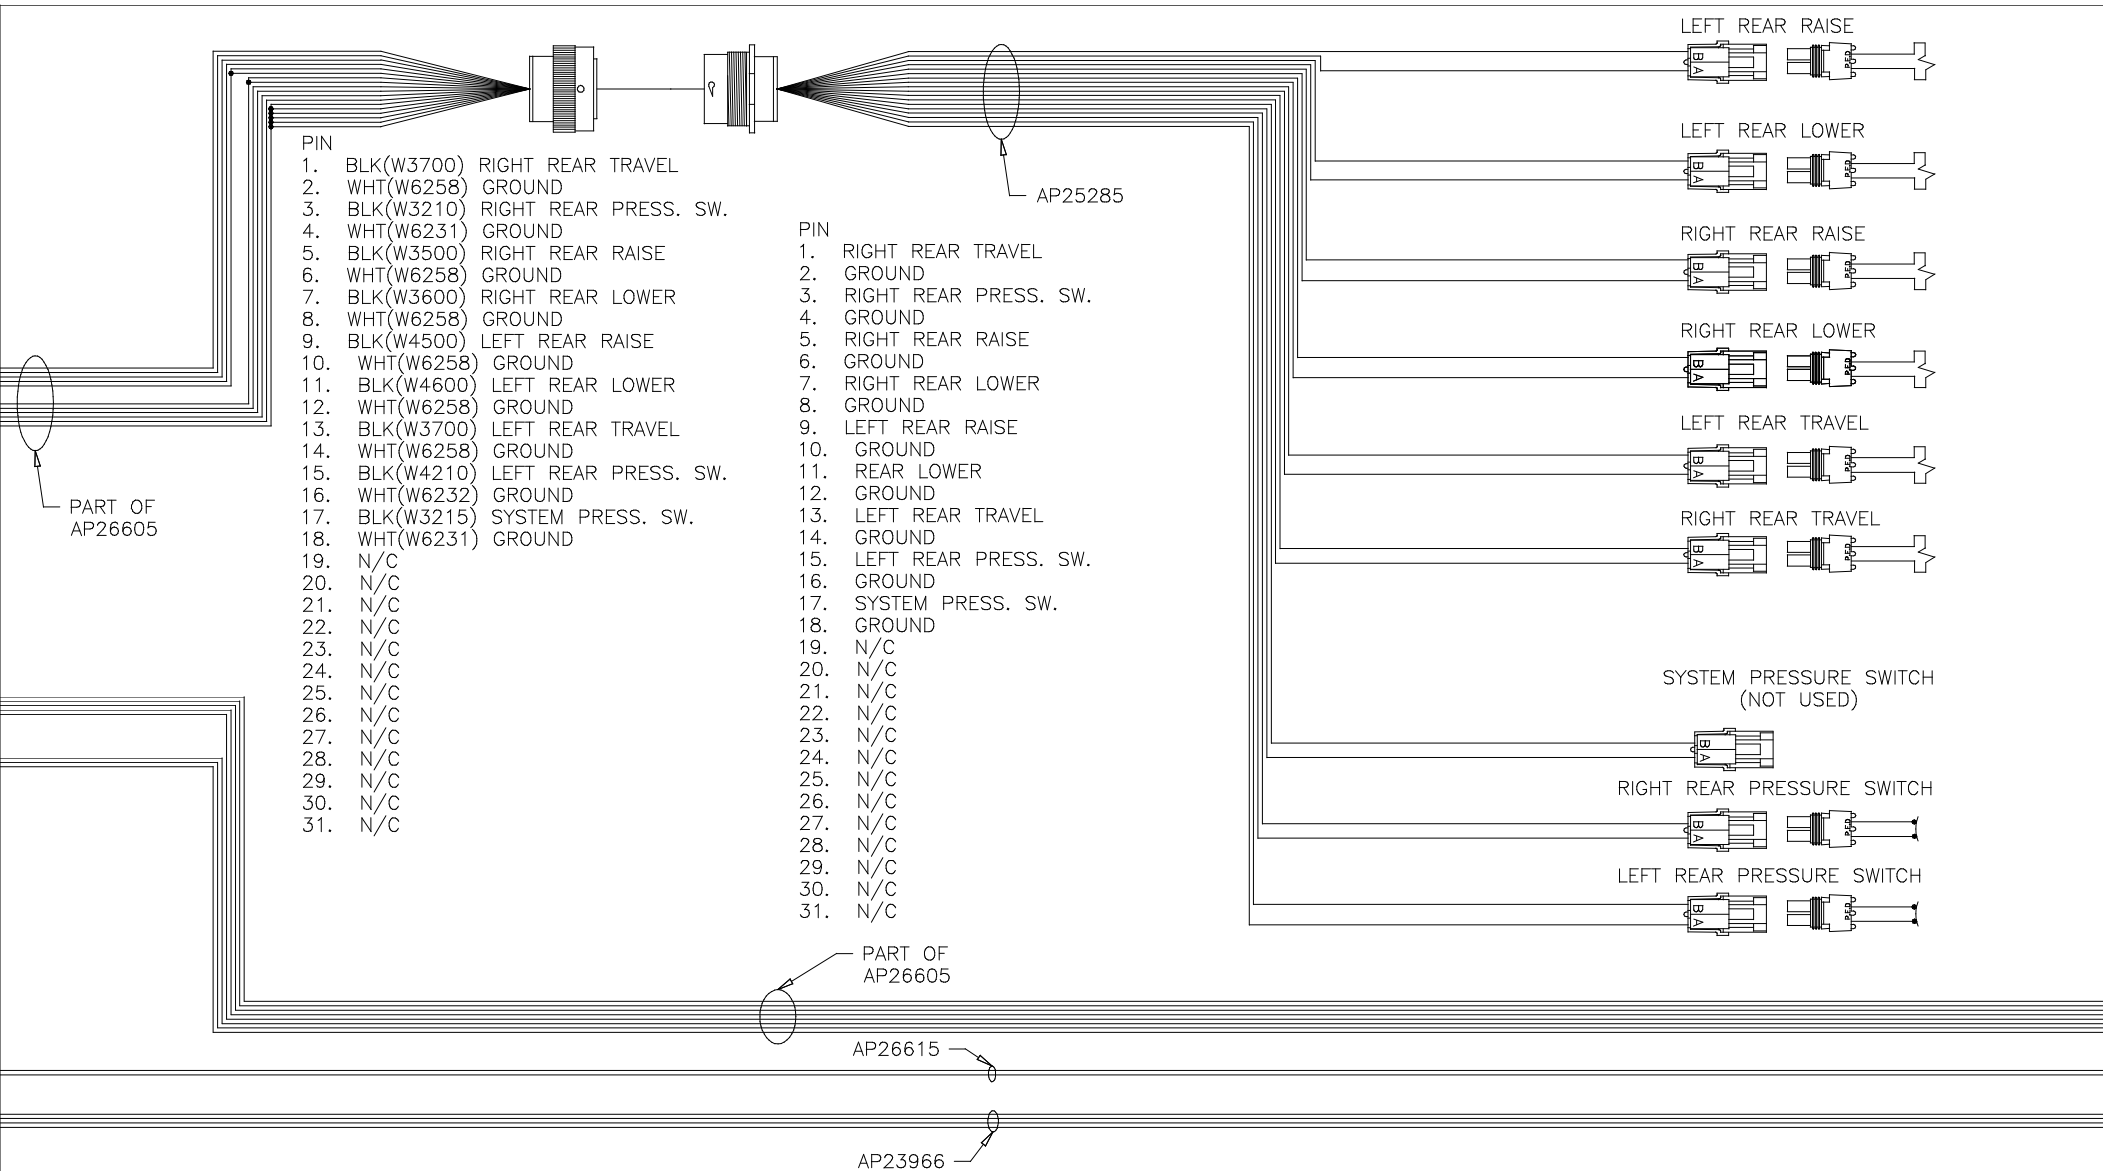 PIN
1. BLK(W3700) RIGHT REAR TRAVEL
2. WHT(W6258) GROUND
3. BLK(W3210) RIGHT REAR PRESS. SW.
4. WHT(W6231) GROUND
5. BLK(W3500) RIGHT REAR RAISE
6. WHT(W6258) GROUND
7. BLK(W3600) RIGHT REAR LOWER
8. WHT(W6258) GROUND
9. BLK(W4500) LEFT REAR RAISE
10. WHT(W6258) GROUND
11. BLK(W4600) LEFT REAR LOWER
12. WHT(W6258) GROUND
13. BLK(W3700) LEFT REAR TRAVEL
14. WHT(W6258) GROUND
15. BLK(W4210) LEFT REAR PRESS. SW.
16. WHT(W6232) GROUND
17. BLK(W3215) SYSTEM PRESS. SW.
18. WHT(W6231) GROUND
19. N/C
20. N/C
21. N/C
22. N/C
23. N/C
24. N/C
25. N/C
26. N/C
27. N/C
28. N/C
29. N/C
30. N/C
31. N/C
PART OF
AP26605
AP25285
PIN
1. RIGHT REAR TRAVEL
2. GROUND
3. RIGHT REAR PRESS. SW.
4. GROUND
5. RIGHT REAR RAISE
6. GROUND
7. RIGHT REAR LOWER
8. GROUND
9. LEFT REAR RAISE
10. GROUND
11. REAR LOWER
12. GROUND
13. LEFT REAR TRAVEL
14. GROUND
15. LEFT REAR PRESS. SW.
16. GROUND
17. SYSTEM PRESS. SW.
18. GROUND
19. N/C
20. N/C
21. N/C
22. N/C
23. N/C
24. N/C
25. N/C
26. N/C
27. N/C
28. N/C
29. N/C
30. N/C
31. N/C
LEFT REAR RAISE
B A
P.E.D.
LEFT REAR LOWER
B A
P.E.D.
RIGHT REAR RAISE
B A
P.E.D.
RIGHT REAR LOWER
B A
P.E.D.
LEFT REAR TRAVEL
B A
P.E.D.
RIGHT REAR TRAVEL
B A
P.E.D.
SYSTEM PRESSURE SWITCH
(NOT USED)
B A
RIGHT REAR PRESSURE SWITCH
B A
P.E.D.
LEFT REAR PRESSURE SWITCH
B A
P.E.D.
PART OF
AP26605
AP26615
AP23966